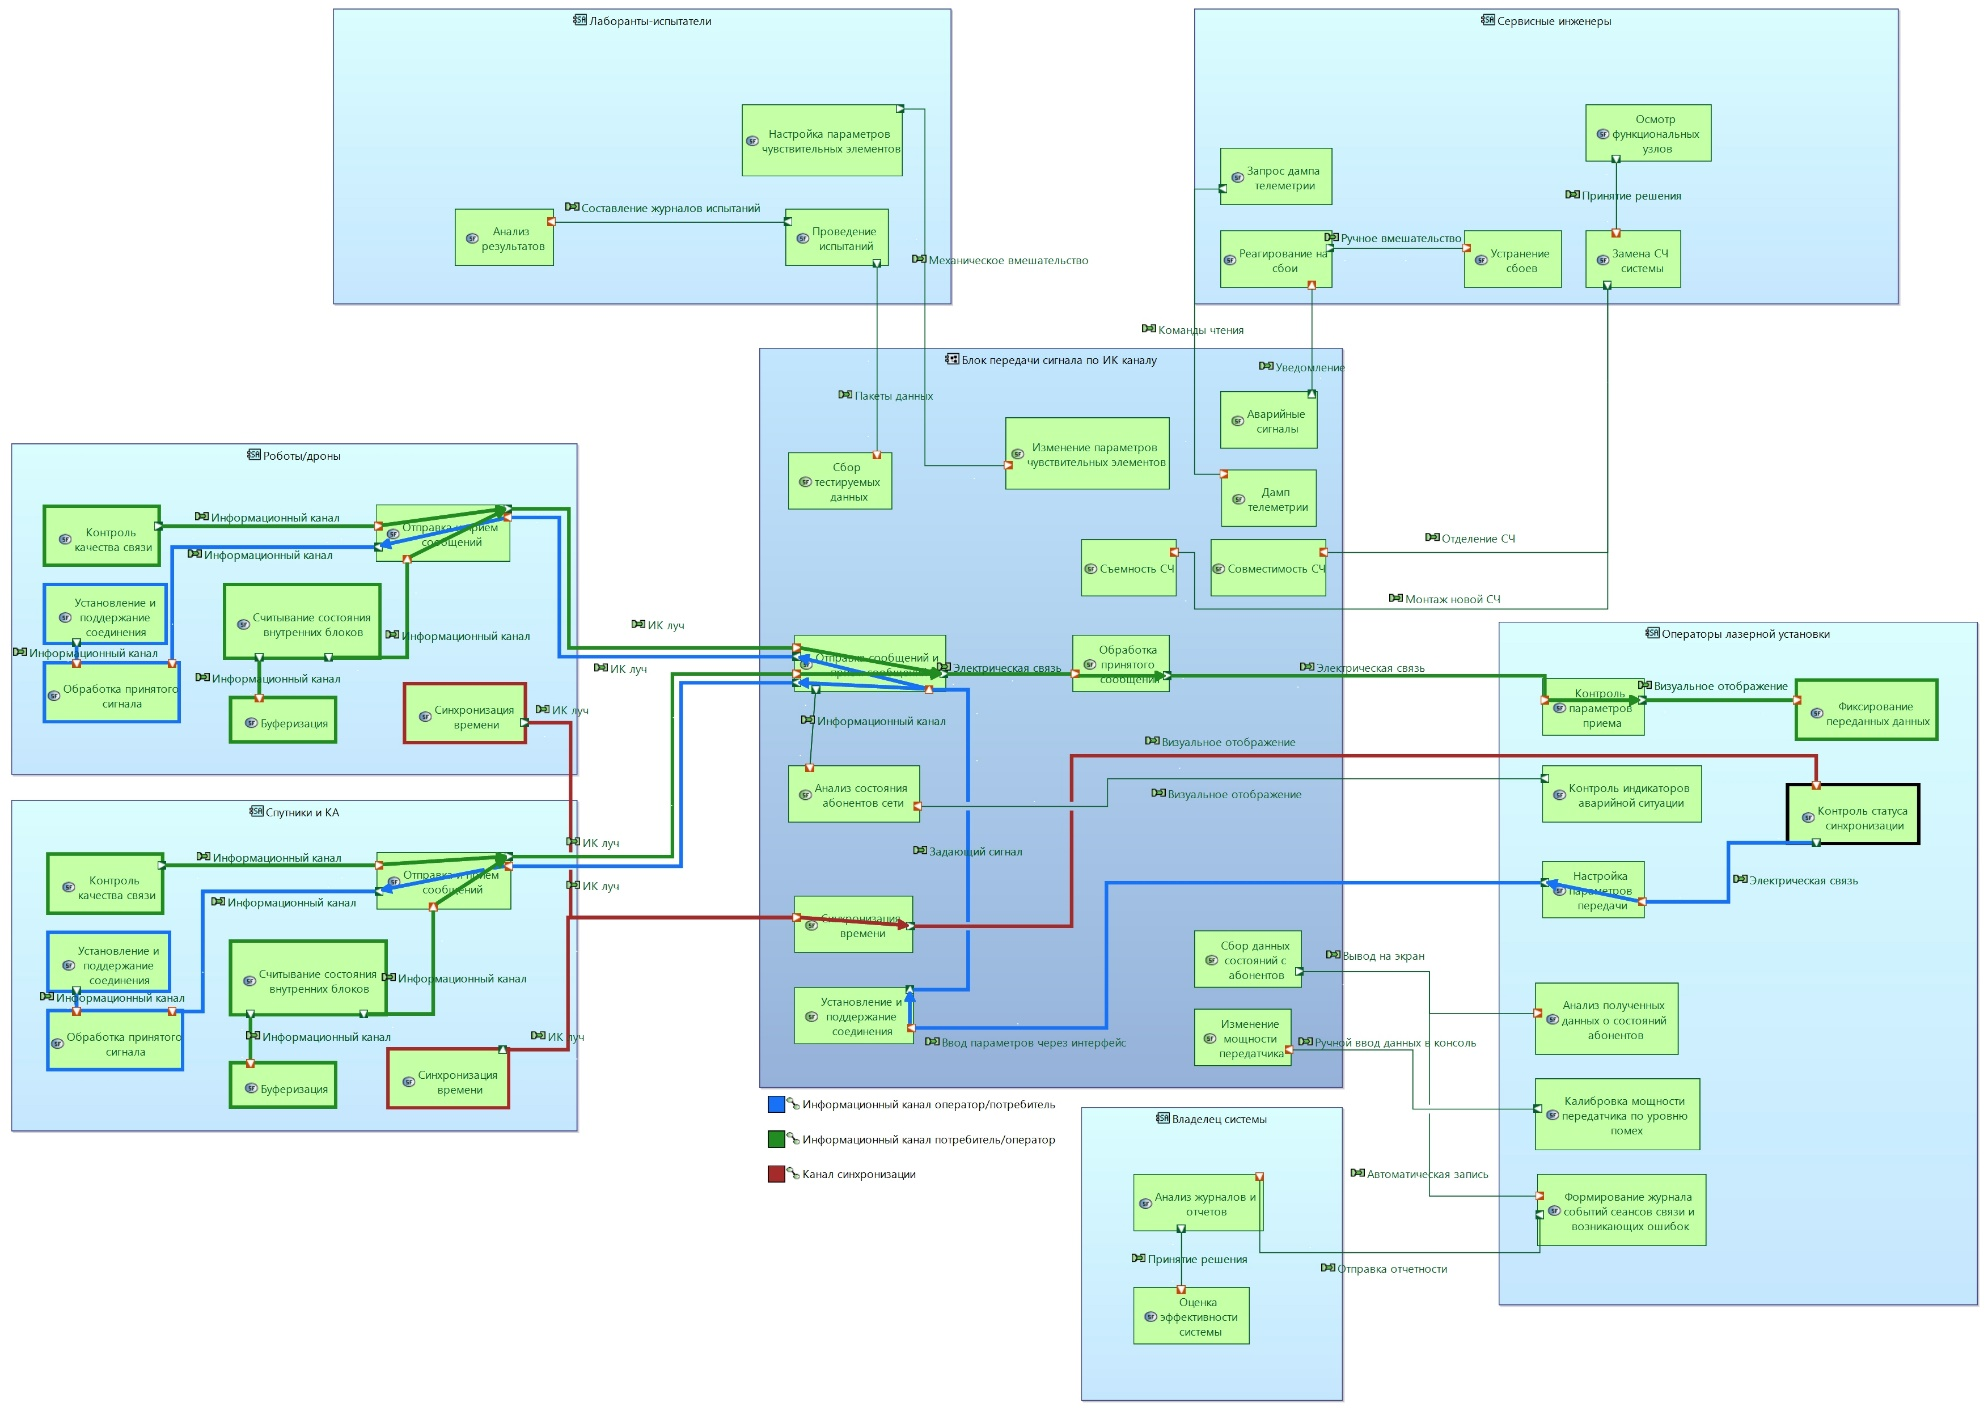 Лаборанты-испытатели
Настройка параметров
чувствительных элементов
Составление журналов испытаний
Анализ
результатов
Проведение
испытаний
Механическое вмешательство
Сервисные инженеры
Осмотр
функциональных
узлов
Запрос дампа
телеметрии
Принятие решения
Ручное вмешательство
Реагирование на
сбои
Устранение
сбоев
Замена СЧ
системы
Команды чтения
Блок передачи сигнала по ИК каналу
Уведомление
Пакеты данных
Аварийные
сигналы
Изменение параметров
чувствительных элементов
Сбор
тестируемых
данных
Дамп
телеметрии
Отделение СЧ
Съемность СЧ
Совместимость СЧ
Монтаж новой СЧ
Роботы/дроны
Информационный канал
Контроль
качества связи
Отправка и прием
сообщений
Информационный канал
Установление и
поддержание
соединения
Считывание состояния
внутренних блоков
Информационный канал
Информационный канал
Информационный канал
Обработка принятого
сигнала
Буферизация
Синхронизация
времени
ИК луч
ИК луч
ИК луч
Отправка сообщений и
Электрическая связь
Обработка
принятого
сообщения
Электрическая связь
Информационный канал
Операторы лазерной установки
Визуальное отображение
Контроль
параметров
приема
Фиксирование
переданных данных
Визуальное отображение
Анализ состояния
абонентов сети
Визуальное отображение
Контроль индикаторов
аварийной ситуации
Контроль статуса
синхронизации
Спутники и КА
ИК луч
Информационный канал
Контроль
качества связи
Отправка и прием
сообщений
ИК луч
Информационный канал
Задающий сигнал
Настройка
параметров
передачи
Электрическая связь
Синхронизация
времени
Установление и
поддержание
соединения
Считывание состояния
внутренних блоков
Информационный канал
Информационный канал
Обработка принятого
сигнала
Информационный канал
ИК луч
Буферизация
Синхронизация
времени
Сбор данных
состояний с
абонентов
Вывод на экран
Установление и
поддержание
соединения
Ввод параметров через интерфейс
Изменение
мощности
передатчика
Ручной ввод данных в консоль
Анализ полученных
данных о состояний
абонентов
Калибровка мощности
передатчика по уровню
помех
Информационный канал оператор/потребитель
Информационный канал потребитель/оператор
Канал синхронизации
Владелец системы
Автоматическая запись
Анализ журналов и
отчетов
Формирование журнала
событий сеансов связи и
возникающих ошибок
Принятие решения
Отправка отчетности
Оценка
эффективности
системы